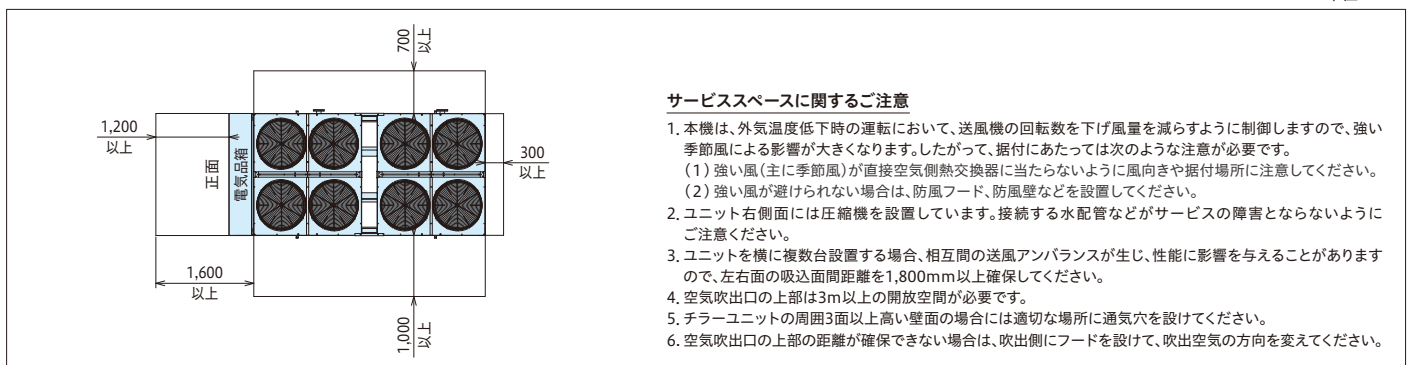 700
以上
1,200
以上
正面
電気品箱
300
以上
1,600
以上
1,000
以上
サービススペースに関するご注意
1. 本機は、外気温度低下時の運転において、送風機の回転数を下げ風量を減らすように制御しますので、強い
季節風による影響が大きくなります。したがって、据付にあたっては次のような注意が必要です。
（1）強い風（主に季節風）が直接空気側熱交換器に当たらないように風向きや据付場所に注意してください。
（2）強い風が避けられない場合は、防風フード、防風壁などを設置してください。
2. ユニット右側面には圧縮機を設置しています。接続する水配管などがサービスの障害とならないように
ご注意ください。
3. ユニットを横に複数台設置する場合、相互間の送風アンバランスが生じ、性能に影響を与えることがあります
ので、左右面の吸込面間距離を1,800mm以上確保してください。
4. 空気吹出口の上部は3m以上の開放空間が必要です。
5. チラーユニットの周囲3面以上高い壁面の場合には適切な場所に通気穴を設けてください。
6. 空気吹出口の上部の距離が確保できない場合は、吹出側にフードを設けて、吹出空気の方向を変えてください。